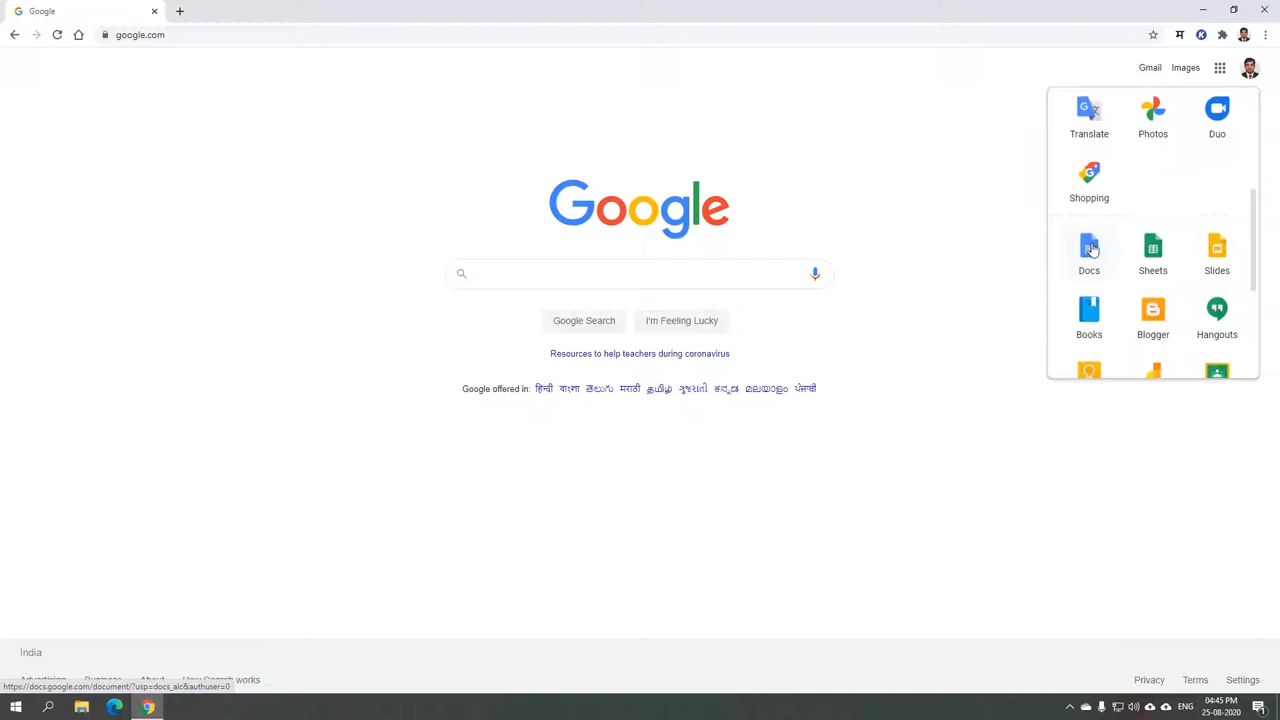 Google
google.com
Gmail Images
Translate Photos Duo
Shopping
Docs Sheets Slides
Books Blogger Hangouts
Google
Google Search I'm Feeling Lucky
Resources to help teachers during coronavirus
Google offered in: हिन्दी বাংলা తెలుగు मराठी தமிழ் ગુજરાતી ಕನ್ನಡ മലയാളം ਪੰਜਾਬੀ
India
Advertising Business About How Search works
Privacy Terms Settings
https://docs.google.com/document/?usp=docs_alc&authuser=0
ENG
04:45 PM
25-08-2020